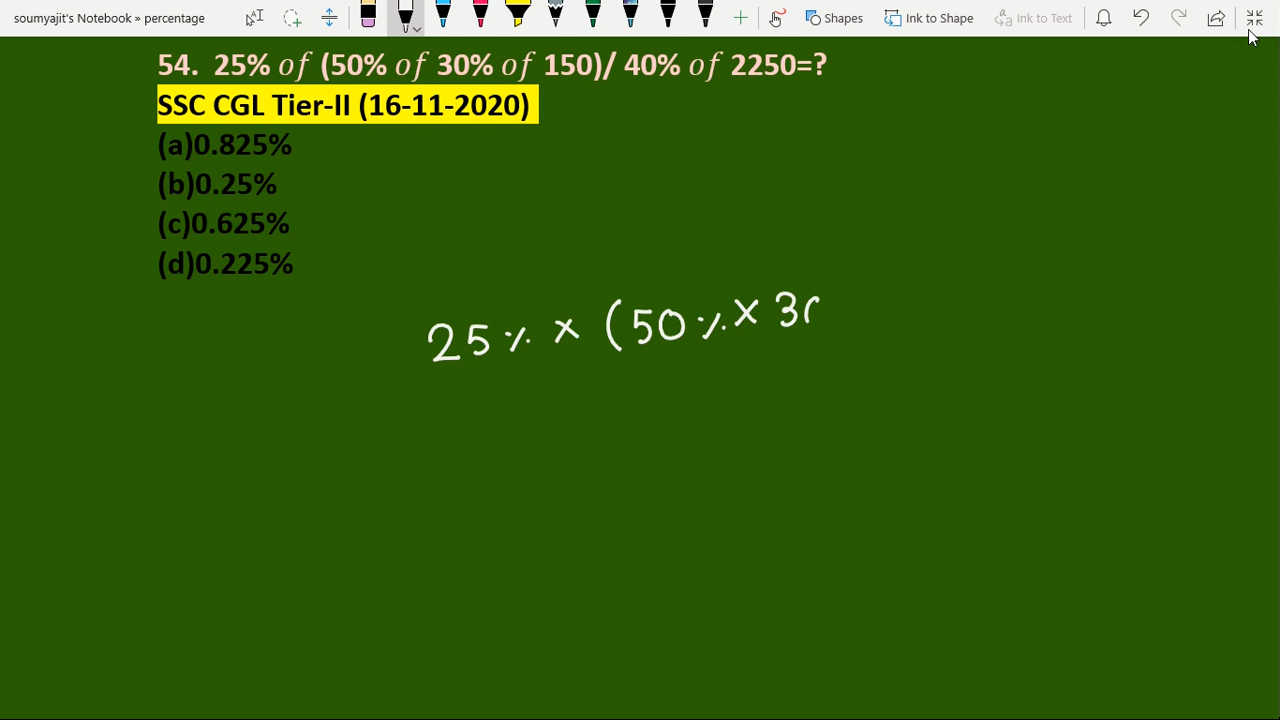 soumyajit's Notebook » percentage
Shapes
Ink to Shape
Ink to Text
54. 25% of (50% of 30% of 150)/ 40% of 2250=?
SSC CGL Tier-II (16-11-2020)
(a)0.825%
(b)0.25%
(c)0.625%
(d)0.225%
25% × (50% × 3(